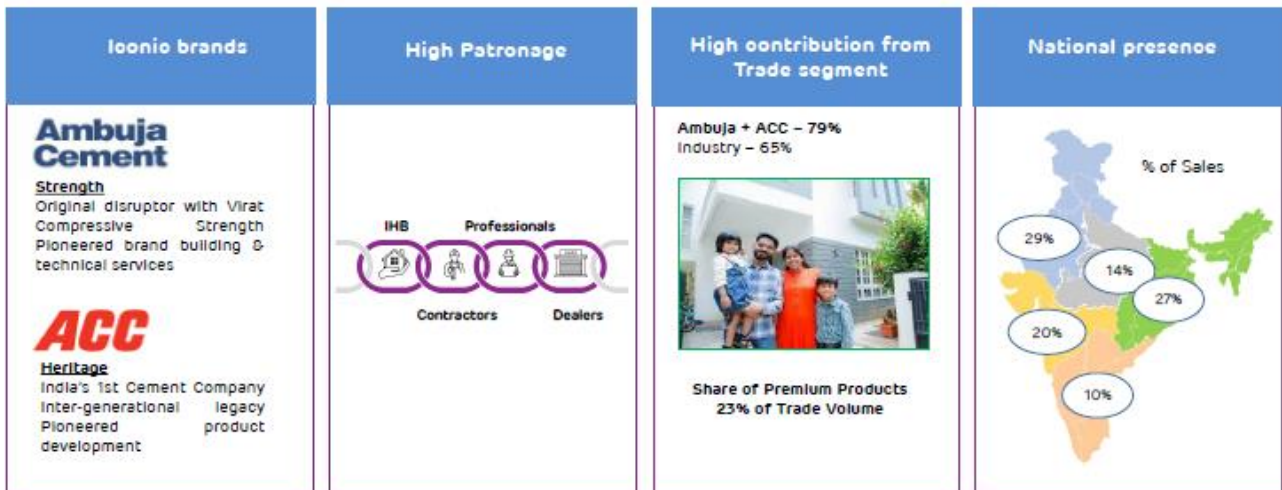 Iconic brands
Ambuja
Cement
Strength
Original disruptor with Virat
Compressive Strength
Pioneered brand building &
technical services
ACC
Heritage
India's 1st Cement Company
Inter-generational legacy
Pioneered product
development
High Patronage
IHB
Professionals
Contractors
Dealers
High contribution from
Trade segment
Ambuja + ACC – 79%
Industry – 65%
Share of Premium Products
23% of Trade Volume
National presence
% of Sales
29%
14%
27%
20%
10%